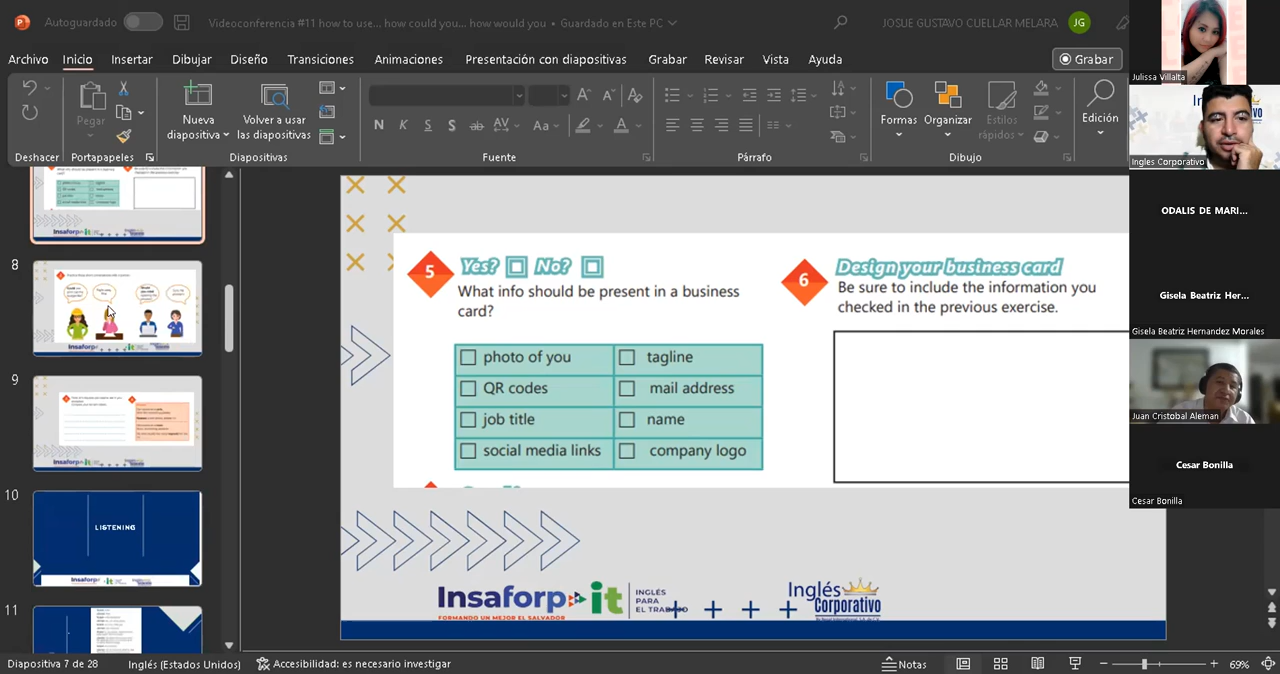 Autoguardado
Videoconferencia #11 how to use... how could you... how would you • Guardado en Este PC
JOSUE GUSTAVO CUELLAR MELARA
JG
Archivo Inicio Insertar Dibujar Diseño Transiciones Animaciones Presentación con diapositivas Grabar Revisar Vista Ayuda
Grabar
Pegar
Nueva diapositiva
Volver a usar las diapositivas
N K S S ab AV Aa A
Formas
Organizar
Estilos rápidos
Edición
Deshacer Portapapeles Diapositivas Fuente Párrafo Dibujo
8
9
10
LISTENING
11
5 Yes? No?
What info should be present in a business
card?
photo of you tagline
QR codes mail address
job title name
social media links company logo
6 Design your business card
Be sure to include the information you
checked in the previous exercise.
Insaforp it
INGLÉS
PARA
EL TRABAJO
FORMANDO UN MEJOR EL SALVADOR
Inglés
Corporativo
Julissa Villalta
Ingles Corporativo
ODALIS DE MARI...
Gisela Beatriz Her...
Gisela Beatriz Hernandez Morales
Juan Cristobal Aleman
Cesar Bonilla
Cesar Bonilla
Diapositiva 7 de 28 Inglés (Estados Unidos) Accesibilidad: es necesario investigar Notas 69%